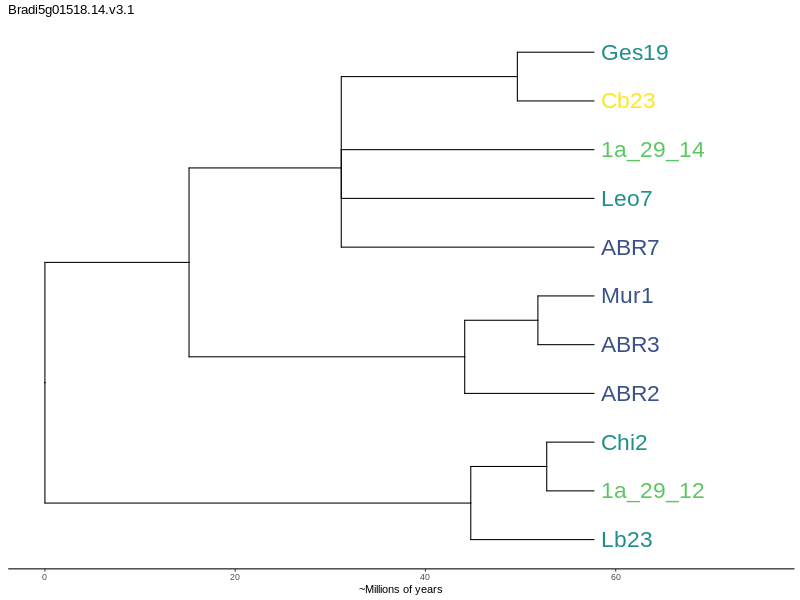 Bradi5g01518.14.v3.1
Ges19
Cb23
1a_29_14
Leo7
ABR7
Mur1
ABR3
ABR2
Chi2
1a_29_12
Lb23
0 20 40 60
~Millions of years